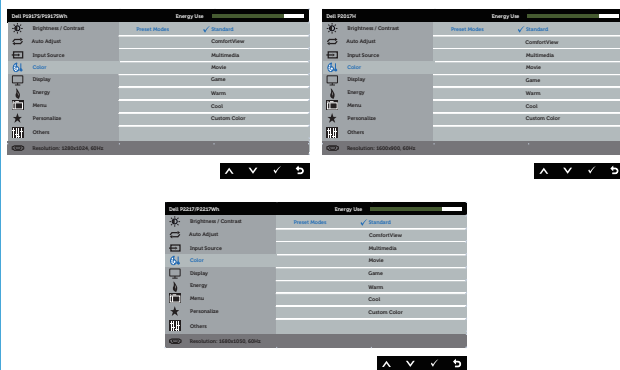 Dell P1917S/P1917SWh Energy Use
Brightness / Contrast Preset Modes ✓ Standard
Auto Adjust ComfortView
Input Source Multimedia
Color Movie
Display Game
Energy Warm
Menu Cool
Personalize Custom Color
Others
Resolution: 1280x1024, 60Hz
Dell P2017H Energy Use
Brightness / Contrast Preset Modes ✓ Standard
Auto Adjust ComfortView
Input Source Multimedia
Color Movie
Display Game
Energy Warm
Menu Cool
Personalize Custom Color
Others
Resolution: 1600x900, 60Hz
Dell P2217/P2217Wh Energy Use
Brightness / Contrast Preset Modes ✓ Standard
Auto Adjust ComfortView
Input Source Multimedia
Color Movie
Display Game
Energy Warm
Menu Cool
Personalize Custom Color
Others
Resolution: 1680x1050, 60Hz